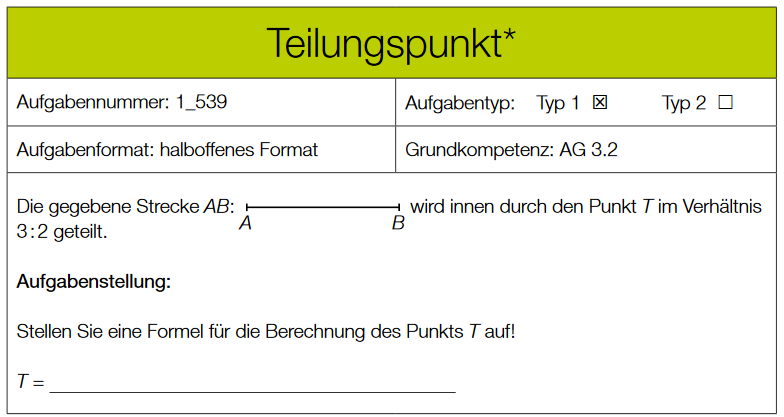 Teilungspunkt*
Aufgabennummer: 1_539
Aufgabentyp: Typ 1 ☒ Typ 2 ☐
Aufgabenformat: halboffenes Format
Grundkompetenz: AG 3.2
Die gegebene Strecke AB: A B wird innen durch den Punkt T im Verhältnis
3:2 geteilt.
Aufgabenstellung:
Stellen Sie eine Formel für die Berechnung des Punkts T auf!
T = ______________________________________